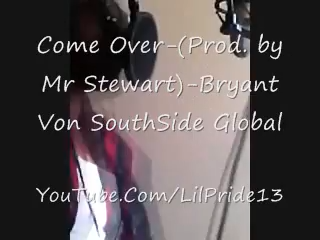 Come Over-(Prod. by
Mr Stewart)-Bryant
Von SouthSide Global
YouTube.Com/LilPride13